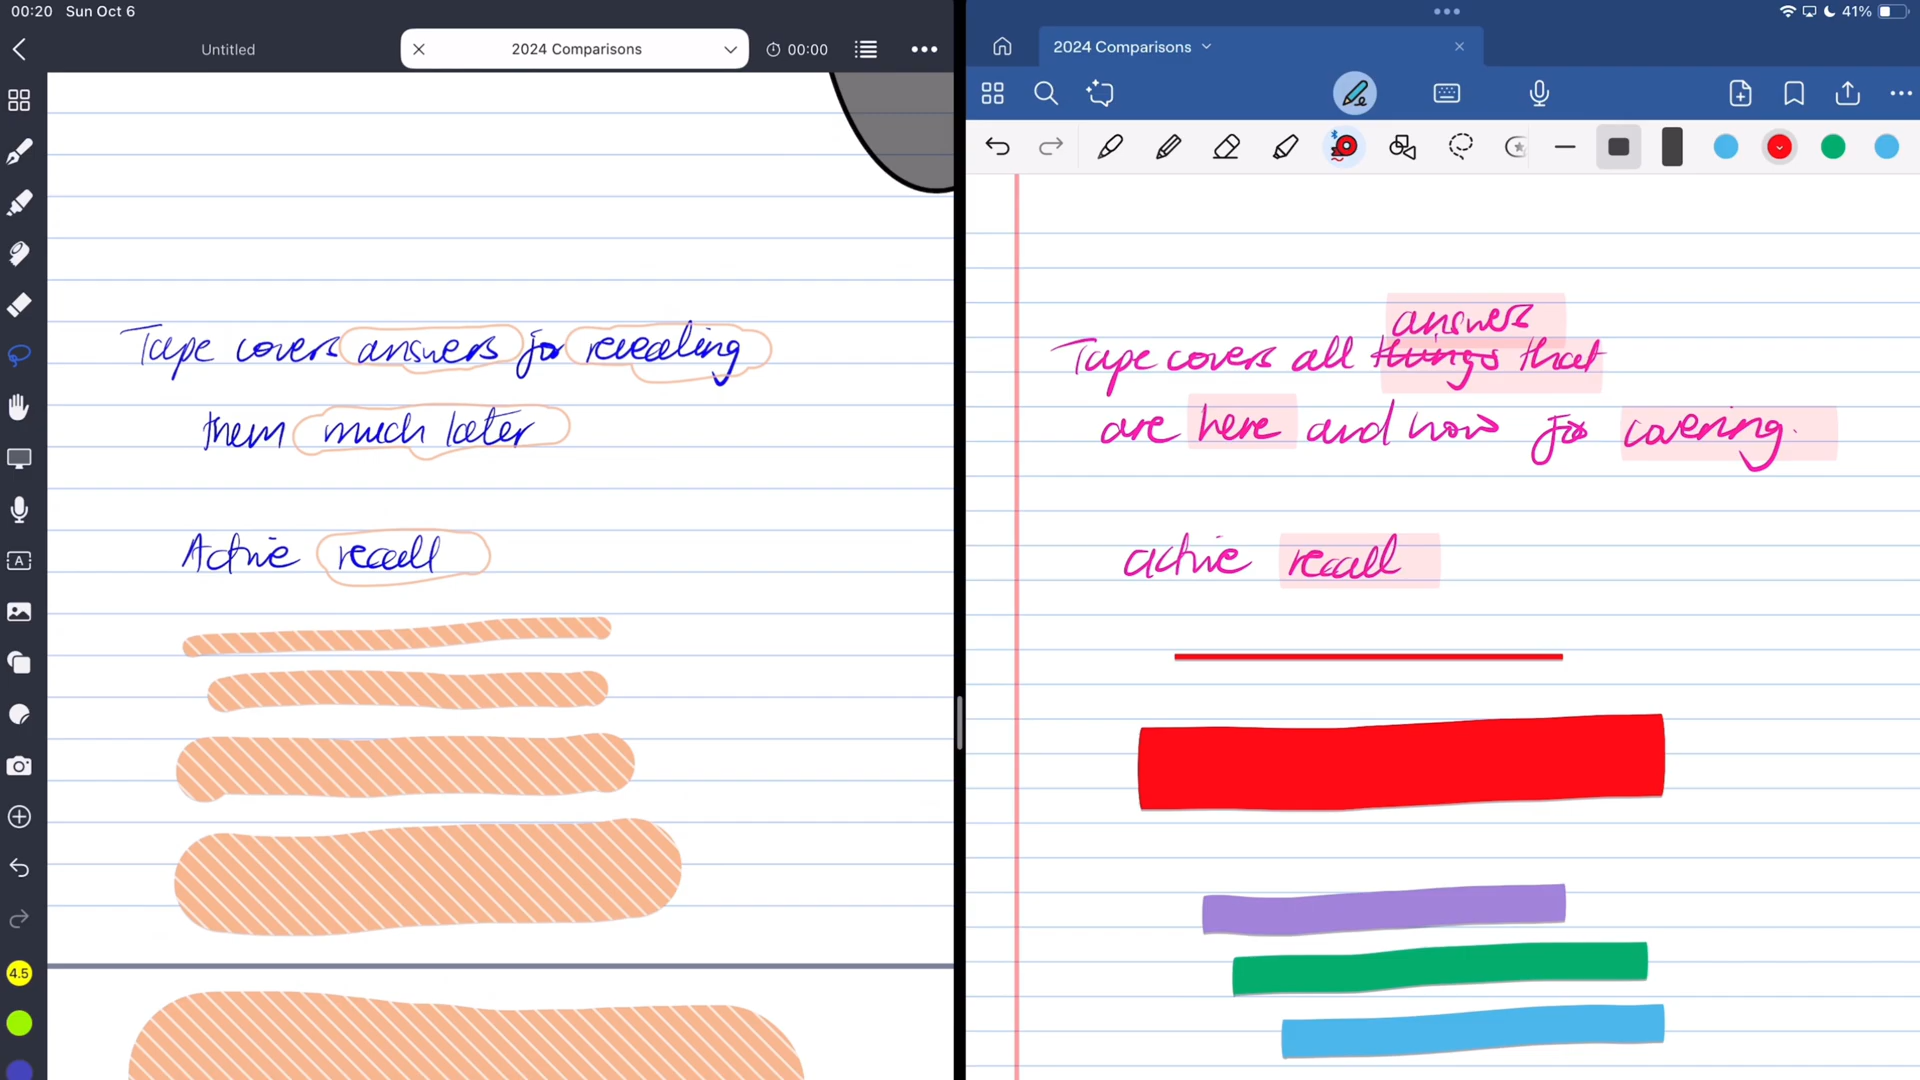 00:20 Sun Oct 6
41%
Untitled
2024 Comparisons
00:00
2024 Comparisons
Tape covers answers for revealing
them much later
Active recall
4.5
answers
Tape covers all things that
are here and how for covering.
active recall